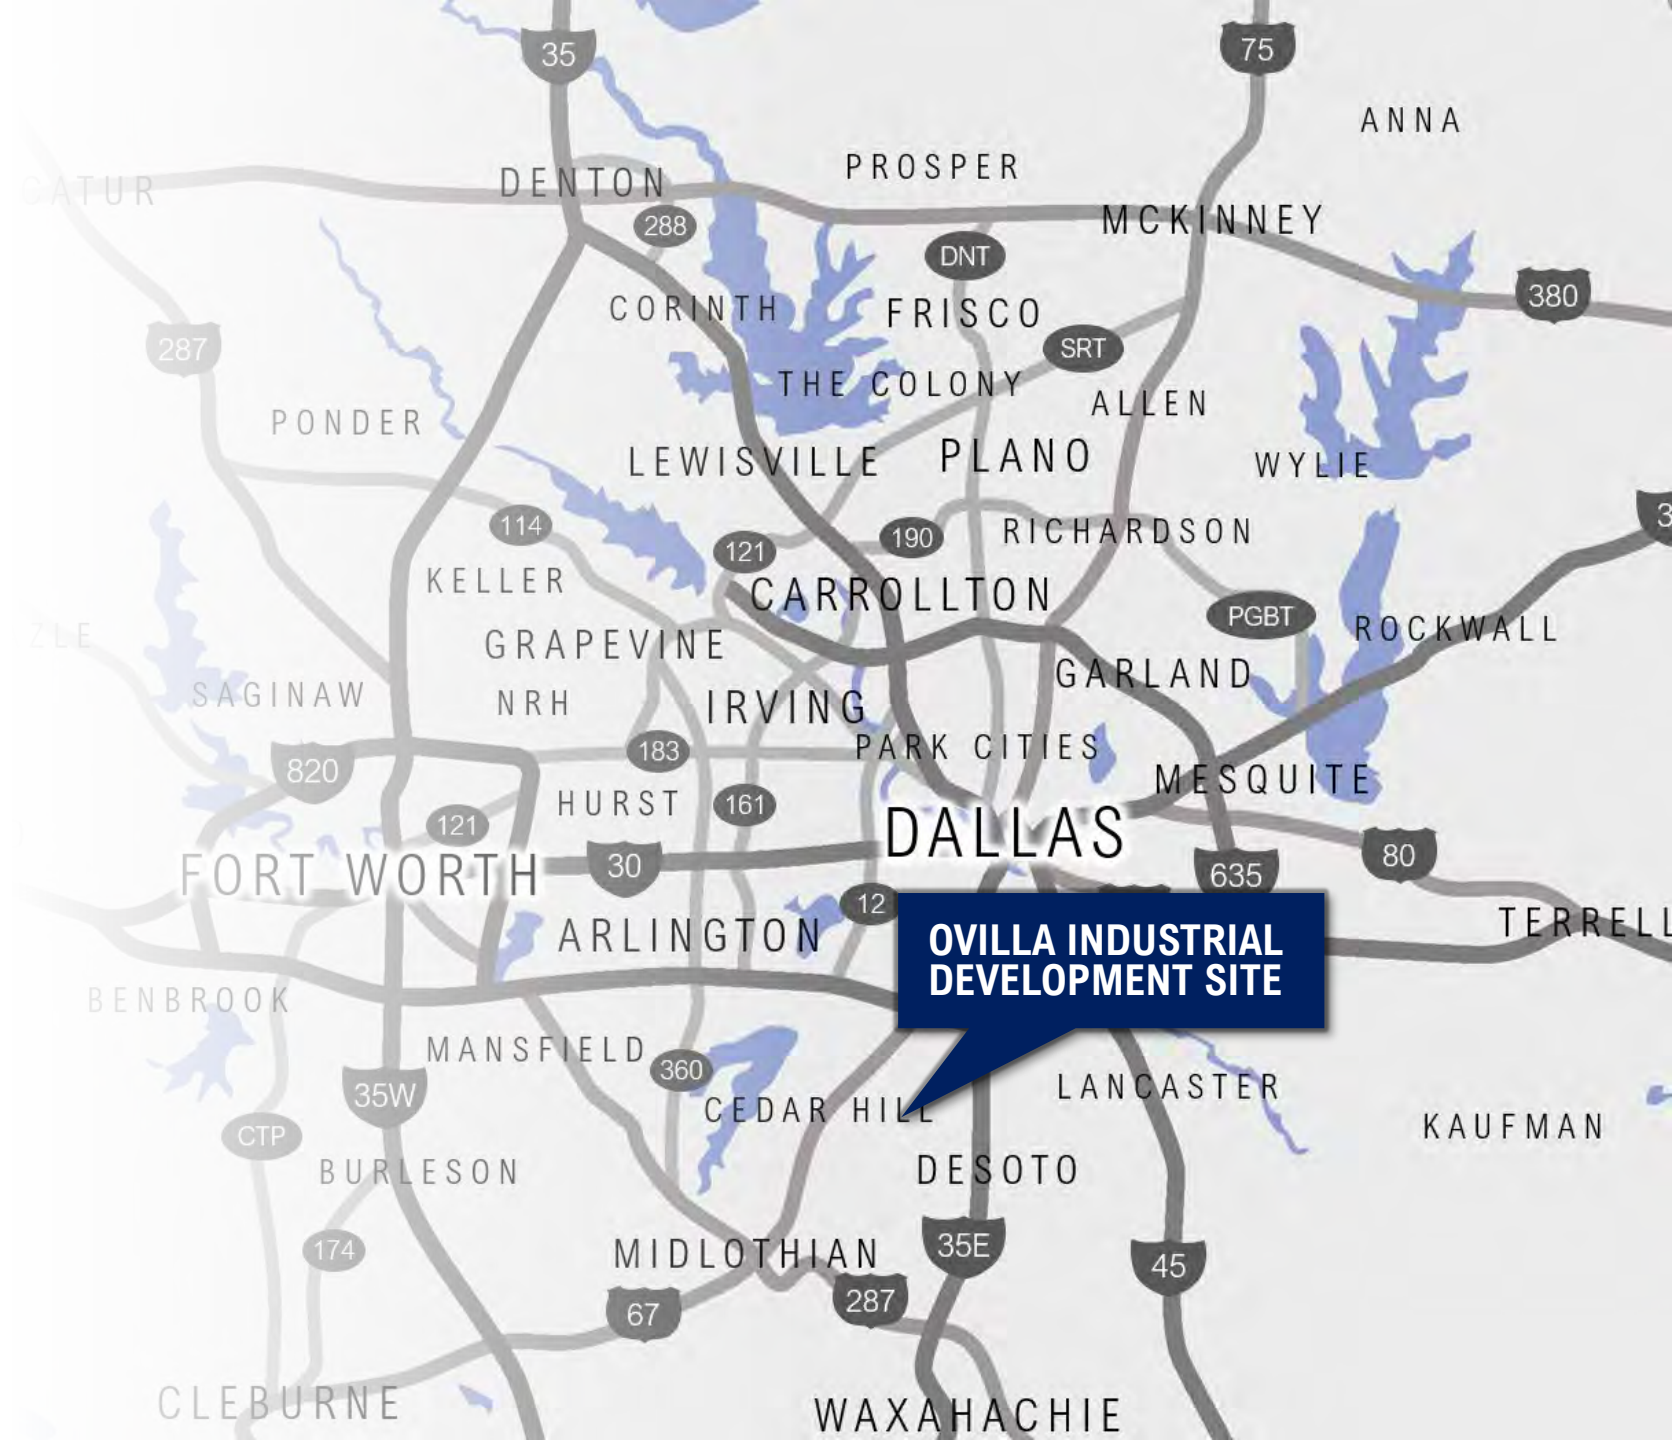 35
75
ANNA
PROSPER
DENTON
CATUR
288
MCKINNEY
DNT
380
CORINTH
FRISCO
287
SRT
THE COLONY
ALLEN
PONDER
LEWISVILLE
PLANO
WYLIE
114
190
RICHARDSON
121
KELLER
CARROLLTON
PGBT
ROCKWALL
ZLE
GRAPEVINE
GARLAND
SAGINAW
NRH
IRVING
183
PARK CITIES
820
MESQUITE
HURST
161
121
DALLAS
30
80
FORT WORTH
635
12
TERRELL
ARLINGTON
OVILLA INDUSTRIAL
DEVELOPMENT SITE
BENBROOK
MANSFIELD
360
LANCASTER
35W
CEDAR HILL
KAUFMAN
CTP
BURLESON
DESOTO
174
MIDLOTHIAN
35E
45
287
67
CLEBURNE
WAXAHACHIE